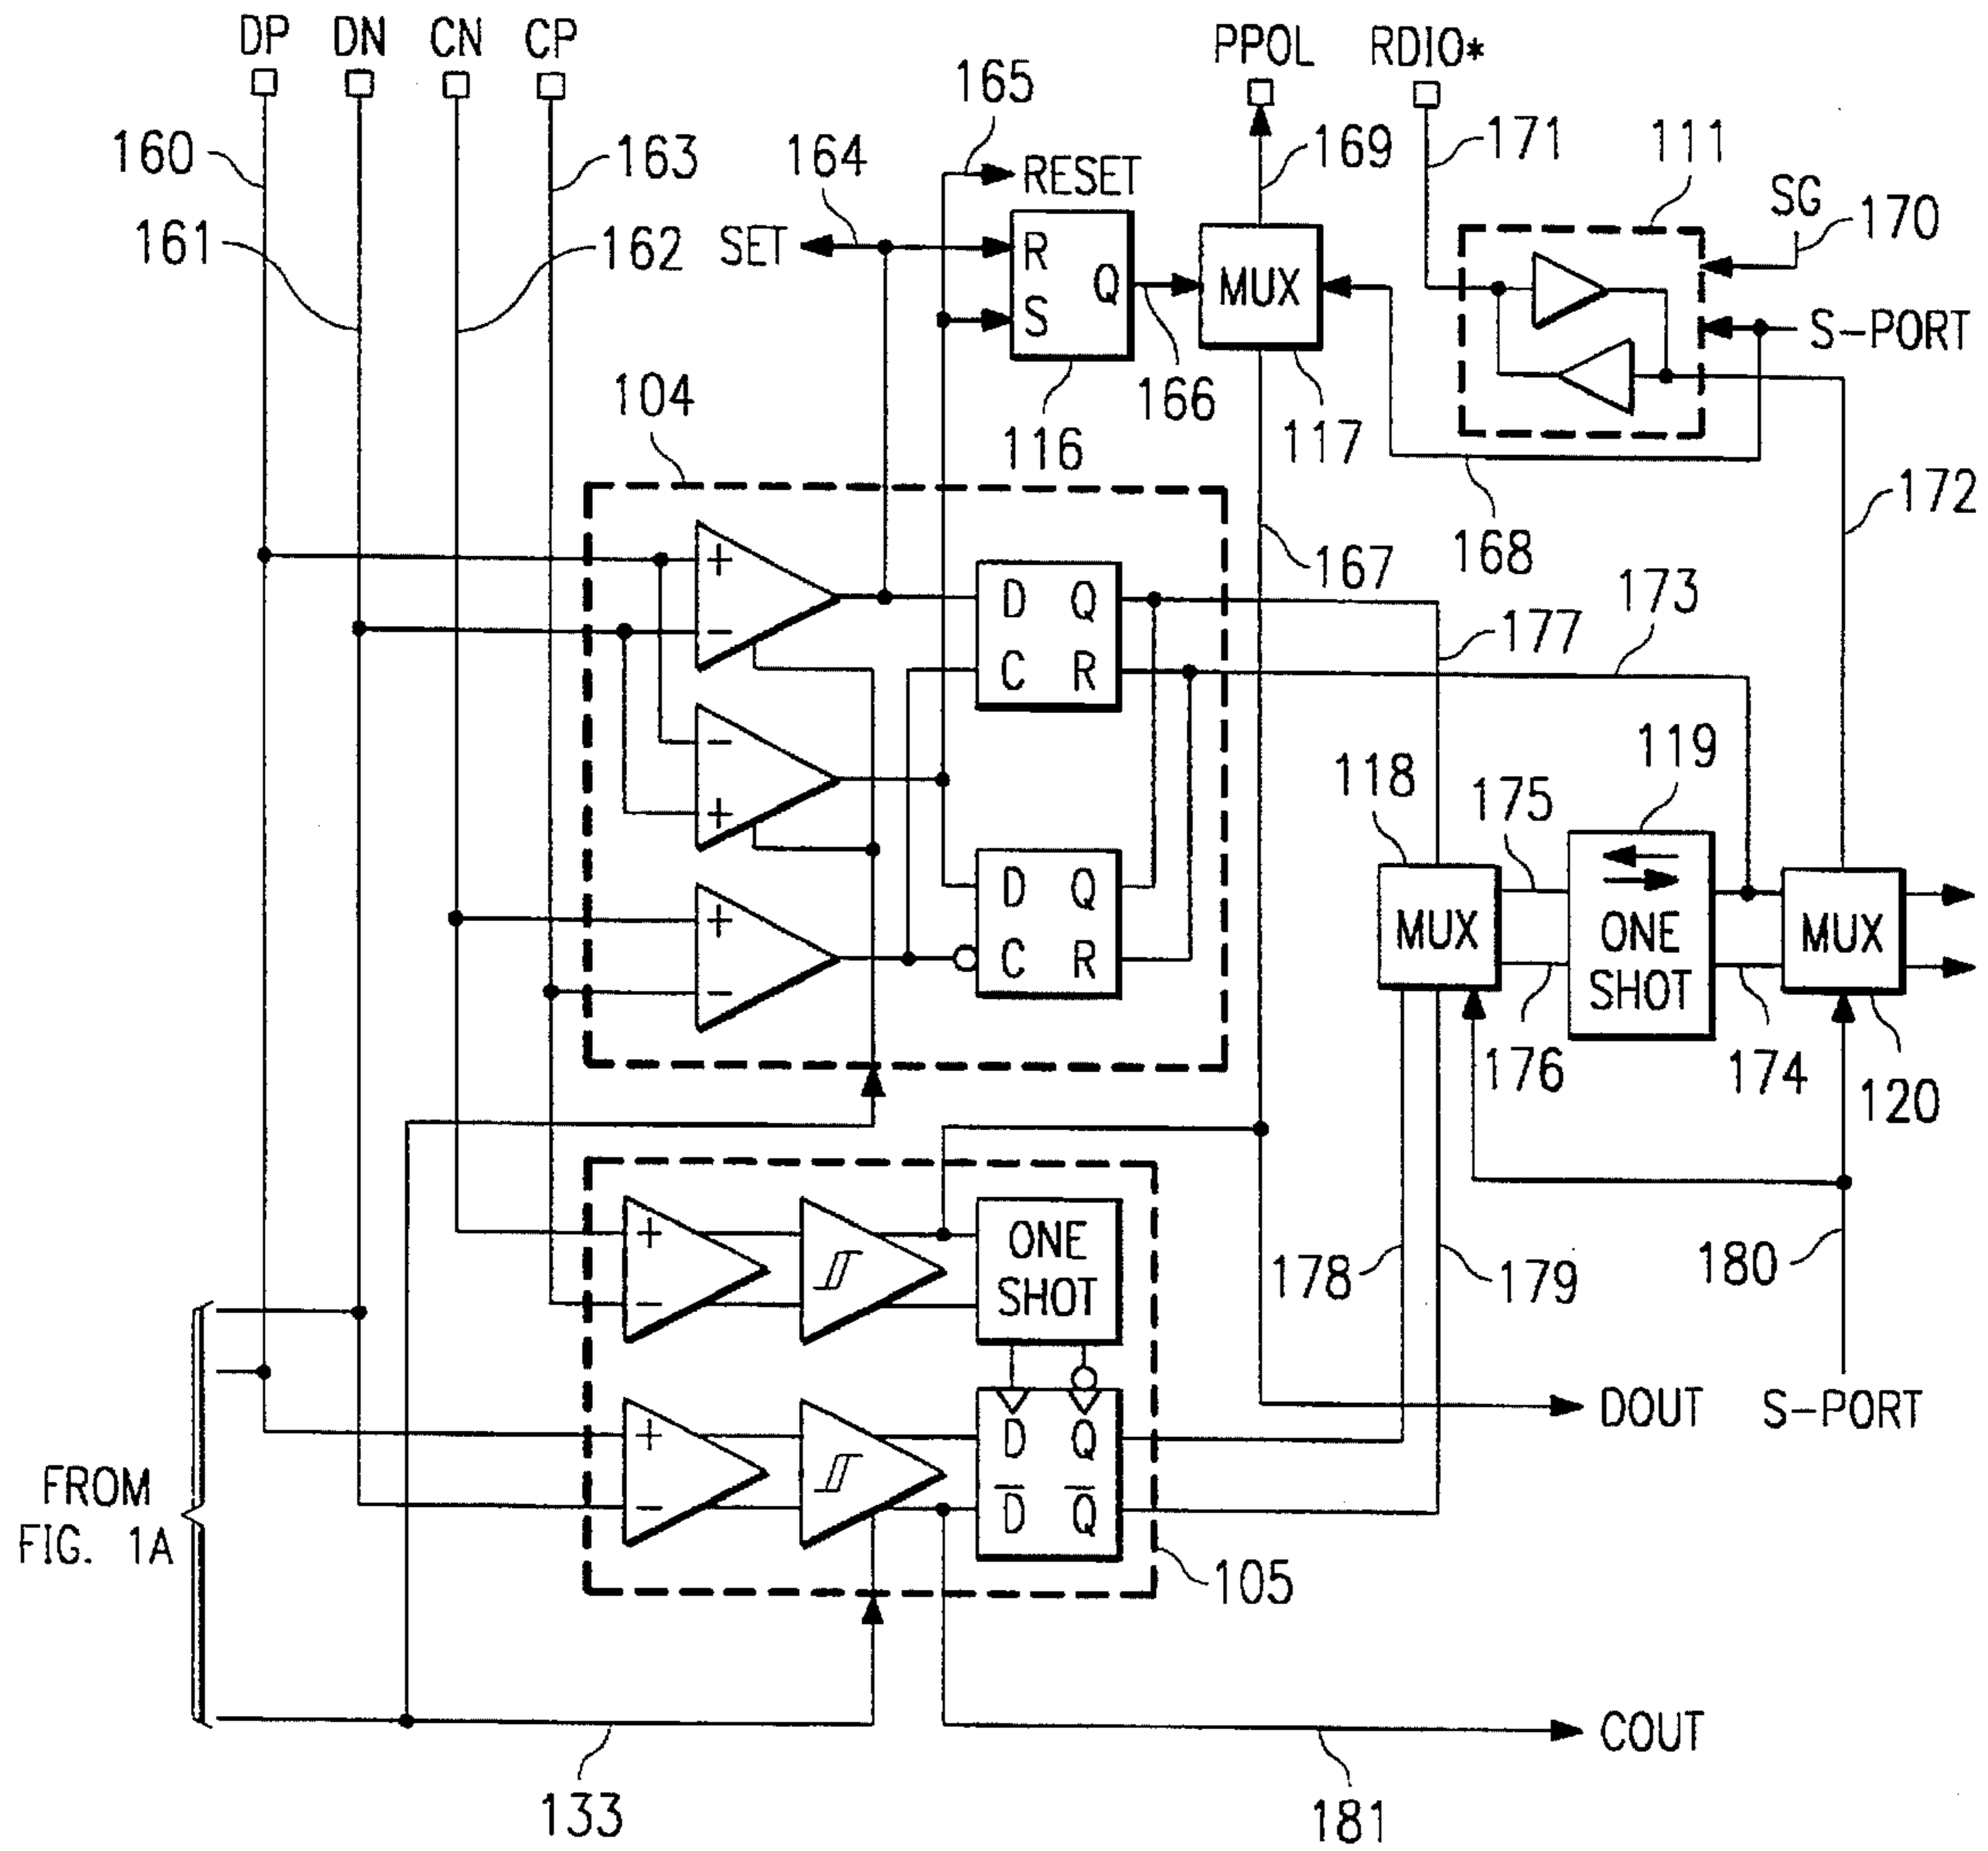 DP DN CN CP PPOL RDIO*
165
160 164 163 169 171 111
RESET SG
161 162 SET R S Q MUX 170
S-PORT
104 116 166 117
168 172
+ − D Q C R 167 177 173
− +
118 175 119
+ − D Q C R MUX ONE SHOT MUX
176 174 120
+ − ONE SHOT
178 179 180
DOUT S-PORT
+ − D Q
D̅ Q̅
FROM
FIG. 1A
105
COUT
133 181